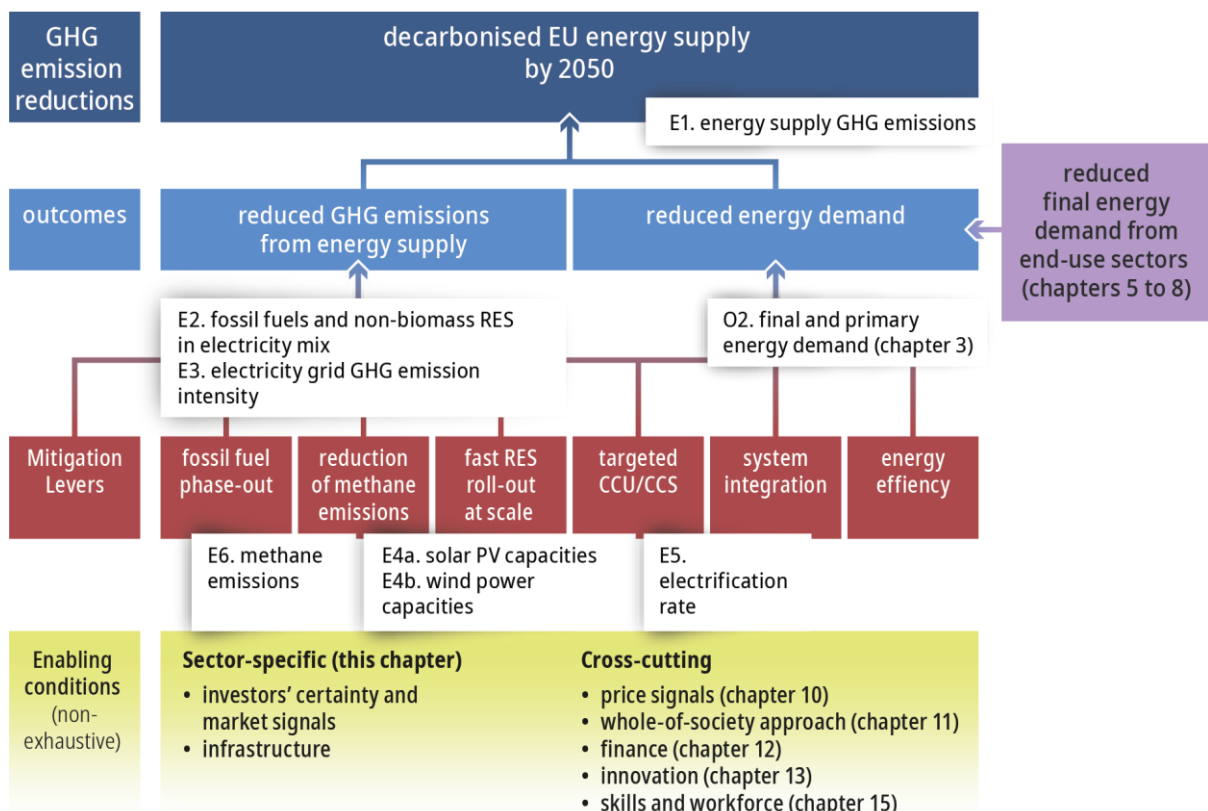 GHG
emission
reductions
decarbonised EU energy supply
by 2050
E1. energy supply GHG emissions
outcomes
reduced GHG emissions
from energy supply
reduced energy demand
reduced
final energy
demand from
end-use sectors
(chapters 5 to 8)
E2. fossil fuels and non-biomass RES
in electricity mix
E3. electricity grid GHG emission
intensity
O2. final and primary
energy demand (chapter 3)
Mitigation
Levers
fossil fuel
phase-out
reduction
of methane
emissions
fast RES
roll-out
at scale
targeted
CCU/CCS
system
integration
energy
effiency
E6. methane
emissions
E4a. solar PV capacities
E4b. wind power
capacities
E5.
electrification
rate
Enabling
conditions
(non-
exhaustive)
Sector-specific (this chapter)
• investors’ certainty and
market signals
• infrastructure
Cross-cutting
• price signals (chapter 10)
• whole-of-society approach (chapter 11)
• finance (chapter 12)
• innovation (chapter 13)
• skills and workforce (chapter 15)